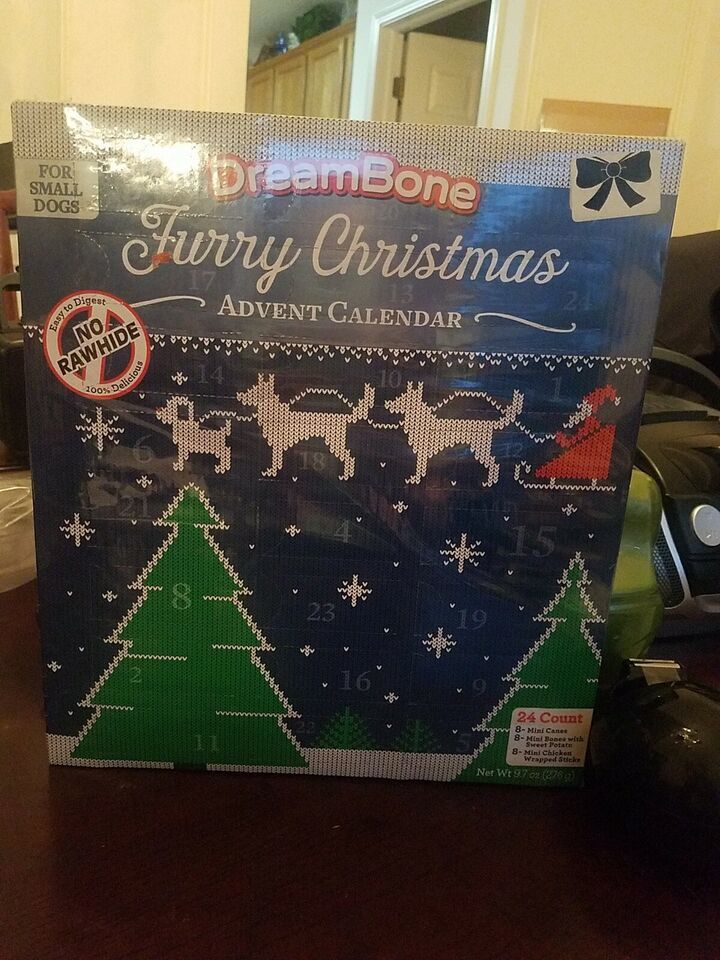 FOR
SMALL
DOGS
DreamBone
Furry Christmas
ADVENT CALENDAR
Easy to Digest
NO
RAWHIDE
100% Delicious
17
13
24
14
10
1
6
18
12
21
4
15
8
23
19
2
16
9
22
11
5
24 Count
8- Mini Canes
8- Mini Bones with
Sweet Potato
8- Mini Chicken
Wrapped Sticks
Net Wt 9.7 oz (276 g)